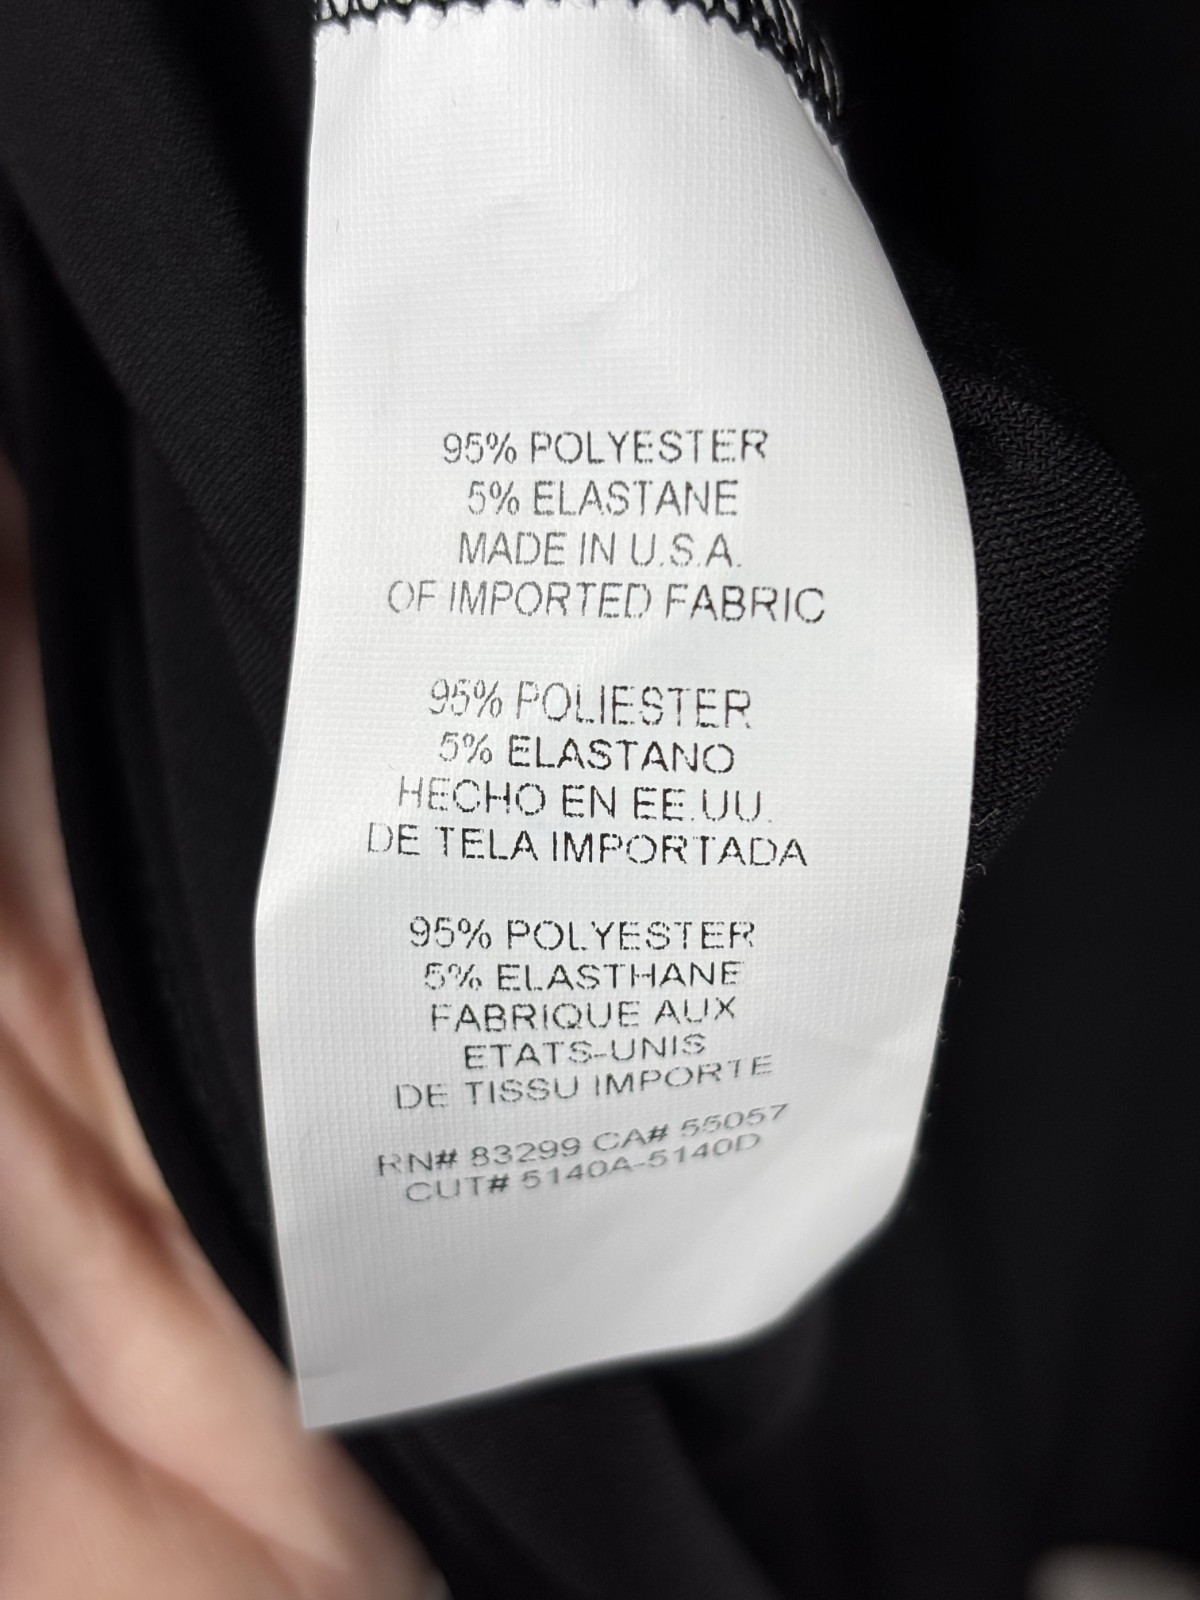 95% POLYESTER
5% ELASTANE
MADE IN U.S.A.
OF IMPORTED FABRIC
95% POLIESTER
5% ELASTANO
HECHO EN EE.UU.
DE TELA IMPORTADA
95% POLYESTER
5% ELASTHANE
FABRIQUE AUX
ETATS-UNIS
DE TISSU IMPORTE
RN# 83299 CA# 55057
CUT# 5140A-5140D